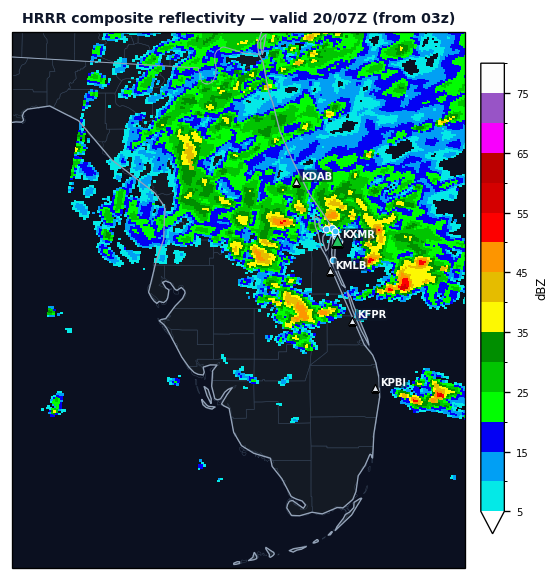 HRRR composite reflectivity — valid 20/07Z (from 03z)
KDAB
KXMR
KMLB
KFPR
KPBI
75
65
55
45
35
25
15
5
dBZ